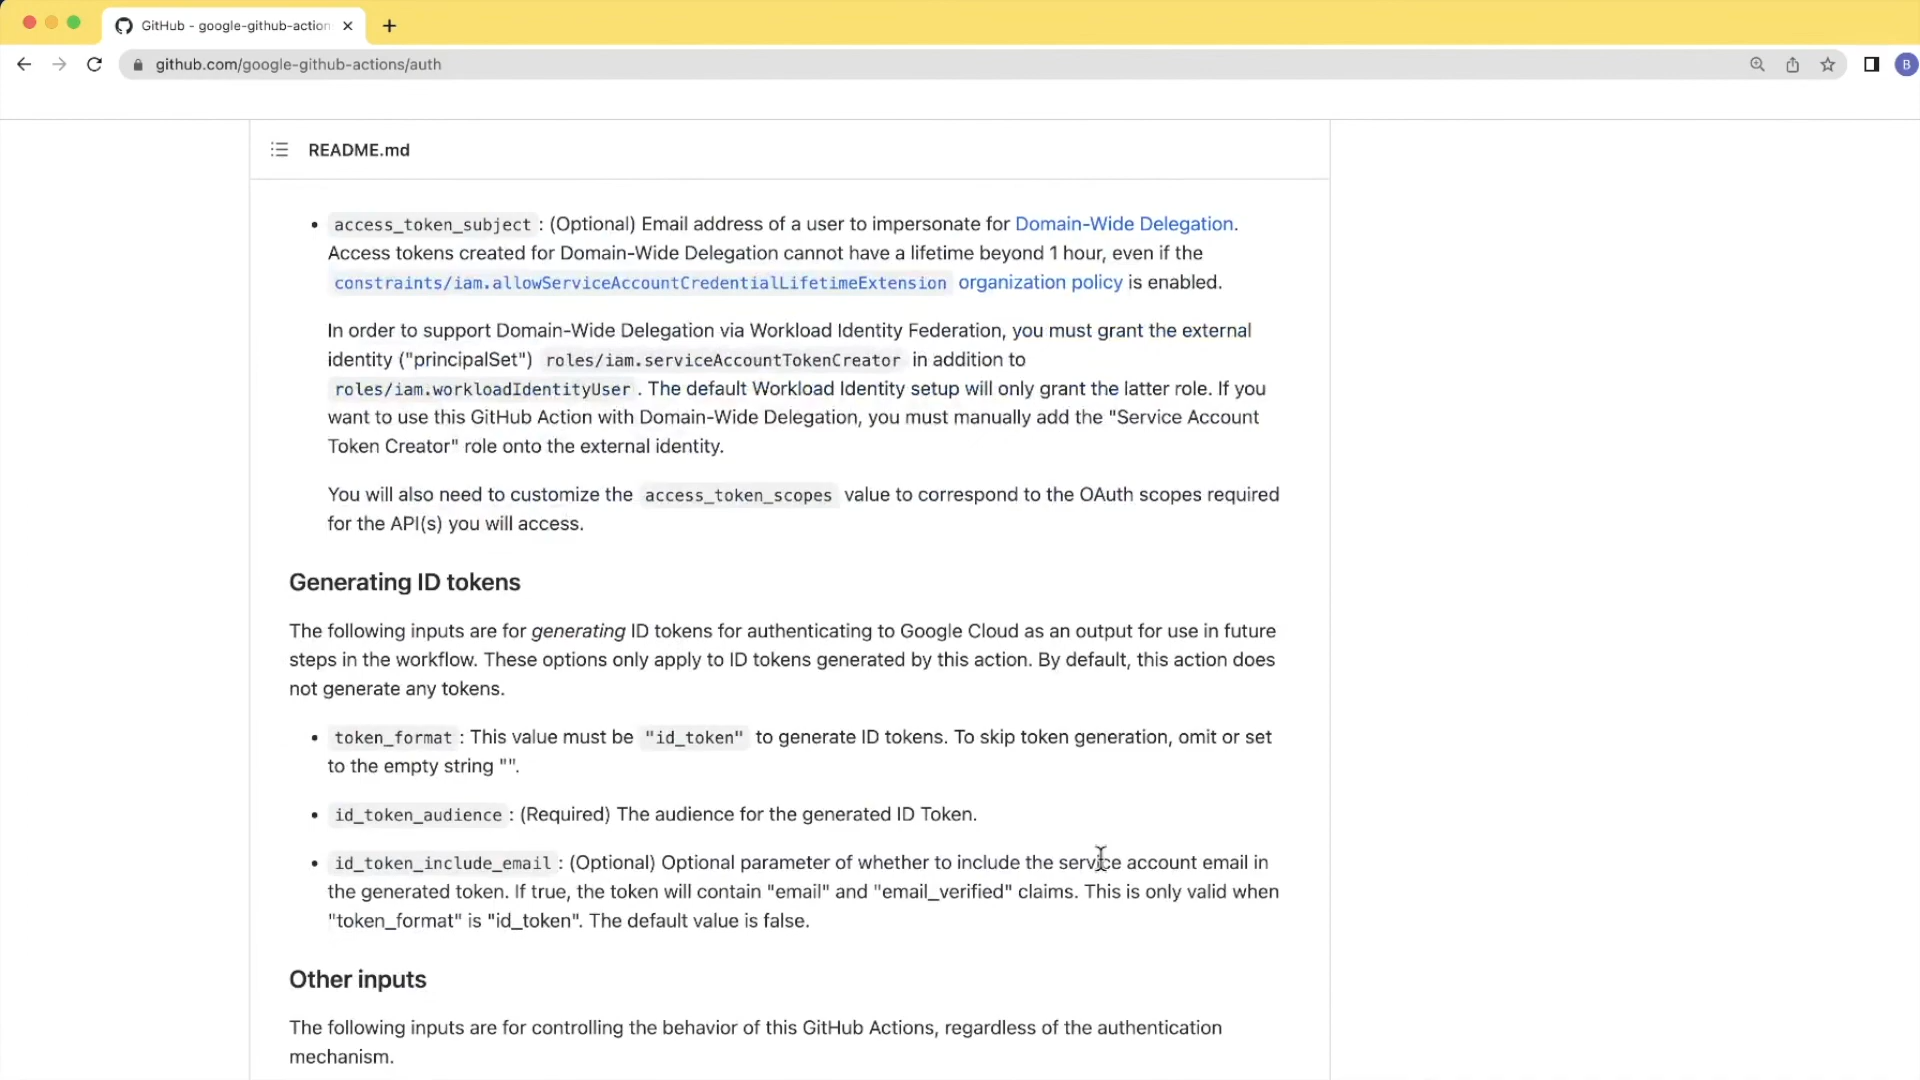 GitHub - google-github-action
github.com/google-github-actions/auth
B
README.md
access_token_subject : (Optional) Email address of a user to impersonate for Domain-Wide Delegation.
Access tokens created for Domain-Wide Delegation cannot have a lifetime beyond 1 hour, even if the
constraints/iam.allowServiceAccountCredentialLifetimeExtension organization policy is enabled.
In order to support Domain-Wide Delegation via Workload Identity Federation, you must grant the external
identity ("principalSet") roles/iam.serviceAccountTokenCreator in addition to
roles/iam.workloadIdentityUser . The default Workload Identity setup will only grant the latter role. If you
want to use this GitHub Action with Domain-Wide Delegation, you must manually add the "Service Account
Token Creator" role onto the external identity.
You will also need to customize the access_token_scopes value to correspond to the OAuth scopes required
for the API(s) you will access.
Generating ID tokens
The following inputs are for generating ID tokens for authenticating to Google Cloud as an output for use in future
steps in the workflow. These options only apply to ID tokens generated by this action. By default, this action does
not generate any tokens.
token_format : This value must be "id_token" to generate ID tokens. To skip token generation, omit or set
to the empty string "".
id_token_audience : (Required) The audience for the generated ID Token.
id_token_include_email : (Optional) Optional parameter of whether to include the service account email in
the generated token. If true, the token will contain "email" and "email_verified" claims. This is only valid when
"token_format" is "id_token". The default value is false.
Other inputs
The following inputs are for controlling the behavior of this GitHub Actions, regardless of the authentication
mechanism.